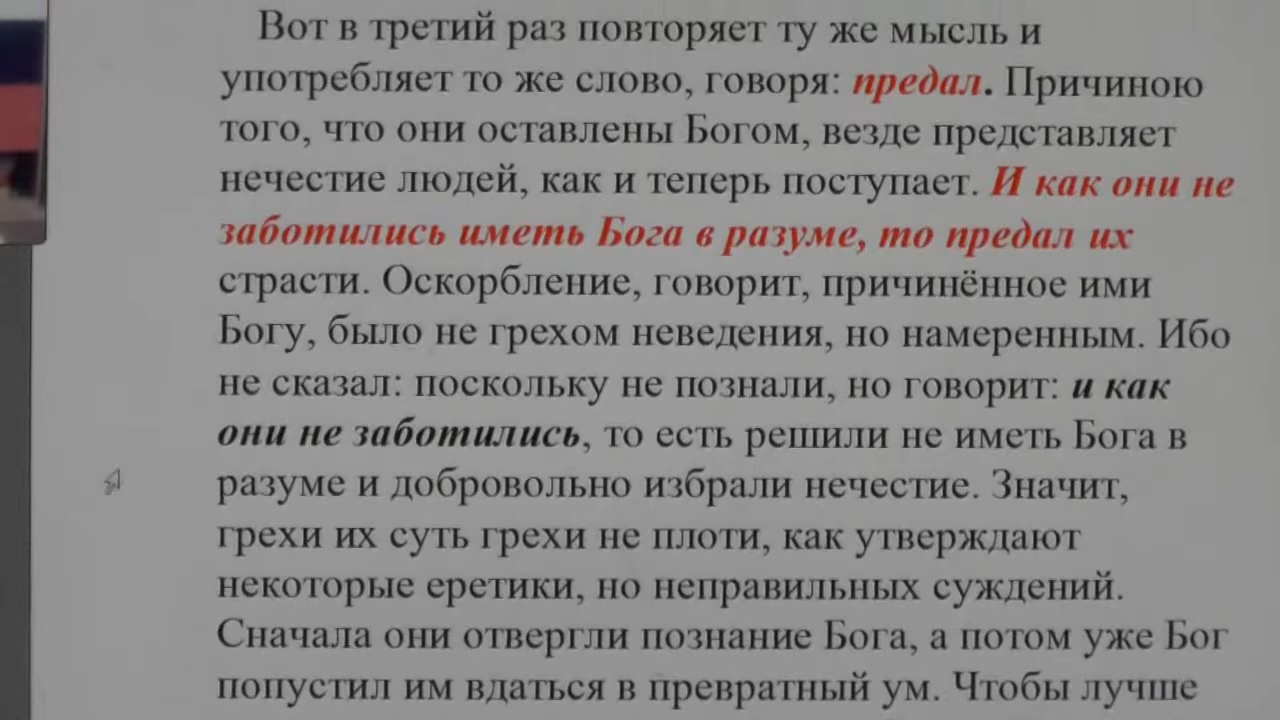 Вот в третий раз повторяет ту же мысль и
употребляет то же слово, говоря: предал. Причиною
того, что они оставлены Богом, везде представляет
нечестие людей, как и теперь поступает. И как они не
заботились иметь Бога в разуме, то предал их
страсти. Оскорбление, говорит, причинённое ими
Богу, было не грехом неведения, но намеренным. Ибо
не сказал: поскольку не познали, но говорит: и как
они не заботились, то есть решили не иметь Бога в
разуме и добровольно избрали нечестие. Значит,
грехи их суть грехи не плоти, как утверждают
некоторые еретики, но неправильных суждений.
Сначала они отвергли познание Бога, а потом уже Бог
попустил им вдаться в превратный ум. Чтобы лучше